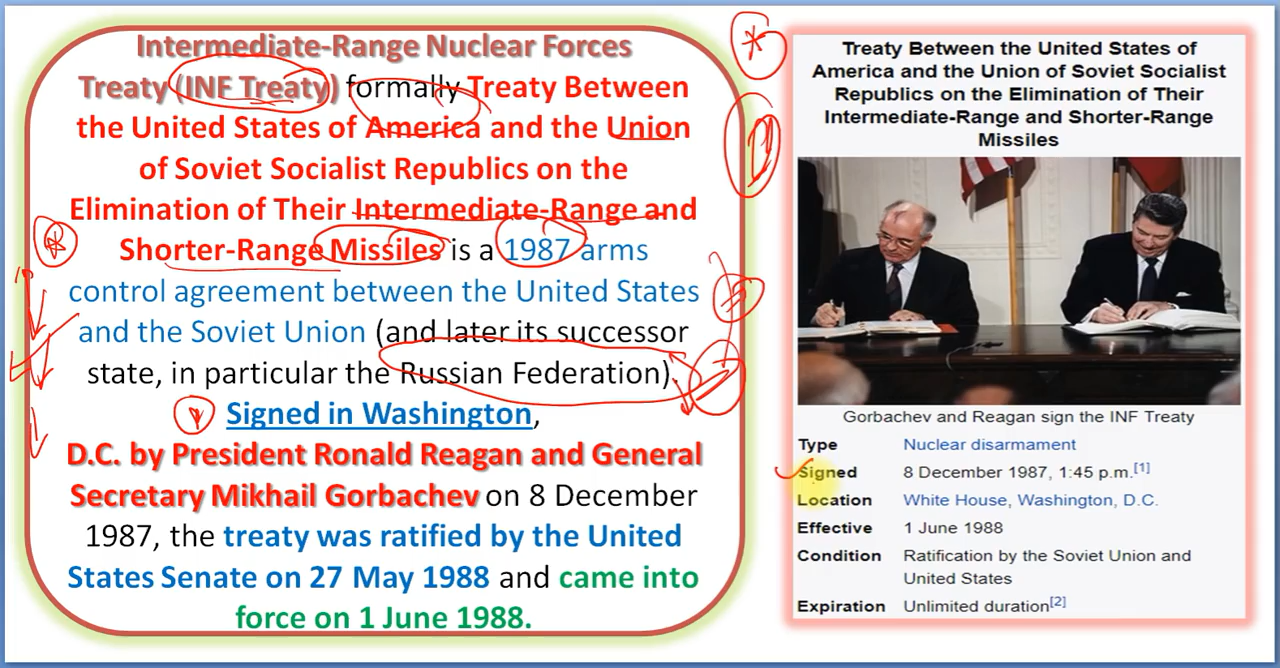 Intermediate-Range Nuclear Forces
Treaty (INF Treaty) formally Treaty Between
the United States of America and the Union
of Soviet Socialist Republics on the
Elimination of Their Intermediate-Range and
Shorter-Range Missiles is a 1987 arms
control agreement between the United States
and the Soviet Union (and later its successor
state, in particular the Russian Federation).
Signed in Washington,
D.C. by President Ronald Reagan and General
Secretary Mikhail Gorbachev on 8 December
1987, the treaty was ratified by the United
States Senate on 27 May 1988 and came into
force on 1 June 1988.
Treaty Between the United States of
America and the Union of Soviet Socialist
Republics on the Elimination of Their
Intermediate-Range and Shorter-Range
Missiles
Gorbachev and Reagan sign the INF Treaty
Type Nuclear disarmament
Signed 8 December 1987, 1:45 p.m.[1]
Location White House, Washington, D.C.
Effective 1 June 1988
Condition Ratification by the Soviet Union and
United States
Expiration Unlimited duration[2]